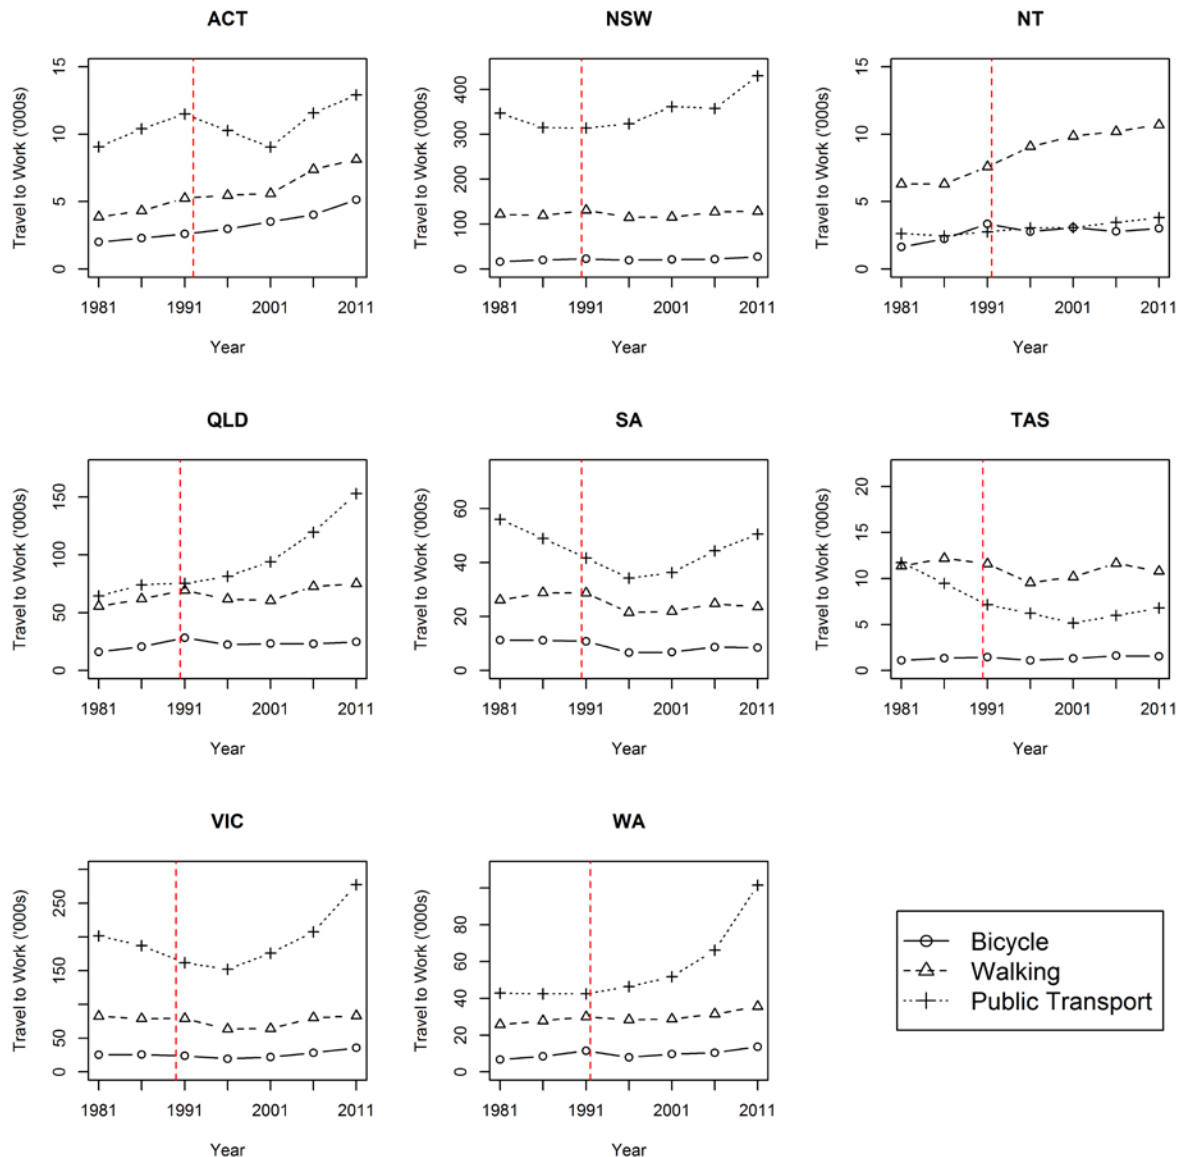 ACT
Travel to Work ('000s)
15
10
5
0
1981
1991
2001
2011
Year
NSW
Travel to Work ('000s)
400
300
200
100
0
1981
1991
2001
2011
Year
NT
Travel to Work ('000s)
15
10
5
0
1981
1991
2001
2011
Year
QLD
Travel to Work ('000s)
150
100
50
0
1981
1991
2001
2011
Year
SA
Travel to Work ('000s)
60
40
20
0
1981
1991
2001
2011
Year
TAS
Travel to Work ('000s)
20
15
10
5
0
1981
1991
2001
2011
Year
VIC
Travel to Work ('000s)
250
150
50
0
1981
1991
2001
2011
Year
WA
Travel to Work ('000s)
80
60
40
20
0
1981
1991
2001
2011
Year
Bicycle
Walking
Public Transport